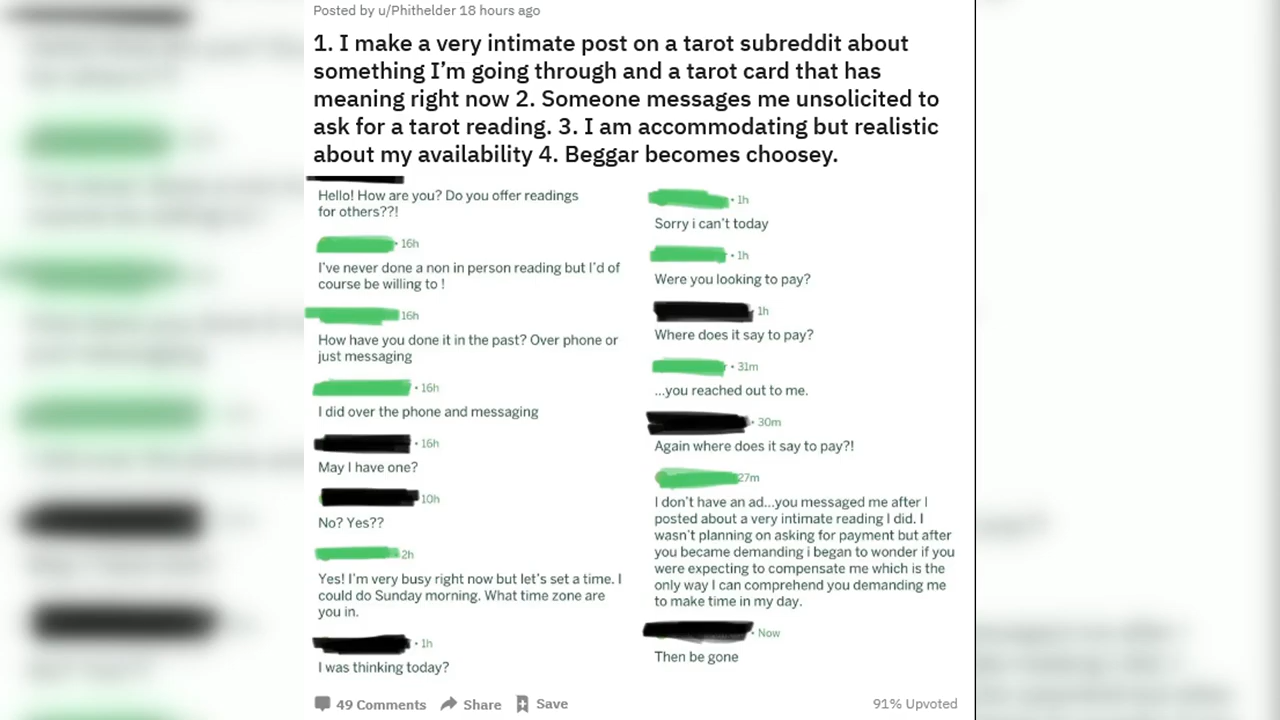 Posted by u/Phithelder 18 hours ago
1. I make a very intimate post on a tarot subreddit about
something I'm going through and a tarot card that has
meaning right now 2. Someone messages me unsolicited to
ask for a tarot reading. 3. I am accommodating but realistic
about my availability 4. Beggar becomes choosey.
Hello! How are you? Do you offer readings
for others??!
· 16h
I've never done a non in person reading but I'd of
course be willing to !
16h
How have you done it in the past? Over phone or
just messaging
· 16h
I did over the phone and messaging
· 16h
May I have one?
10h
No? Yes??
2h
Yes! I'm very busy right now but let's set a time. I
could do Sunday morning. What time zone are
you in.
· 1h
I was thinking today?
· 1h
Sorry i can't today
· 1h
Were you looking to pay?
1h
Where does it say to pay?
· 31m
...you reached out to me.
· 30m
Again where does it say to pay?!
27m
I don't have an ad...you messaged me after I
posted about a very intimate reading I did. I
wasn't planning on asking for payment but after
you became demanding i began to wonder if you
were expecting to compensate me which is the
only way I can comprehend you demanding me
to make time in my day.
· Now
Then be gone
49 Comments Share Save 91% Upvoted